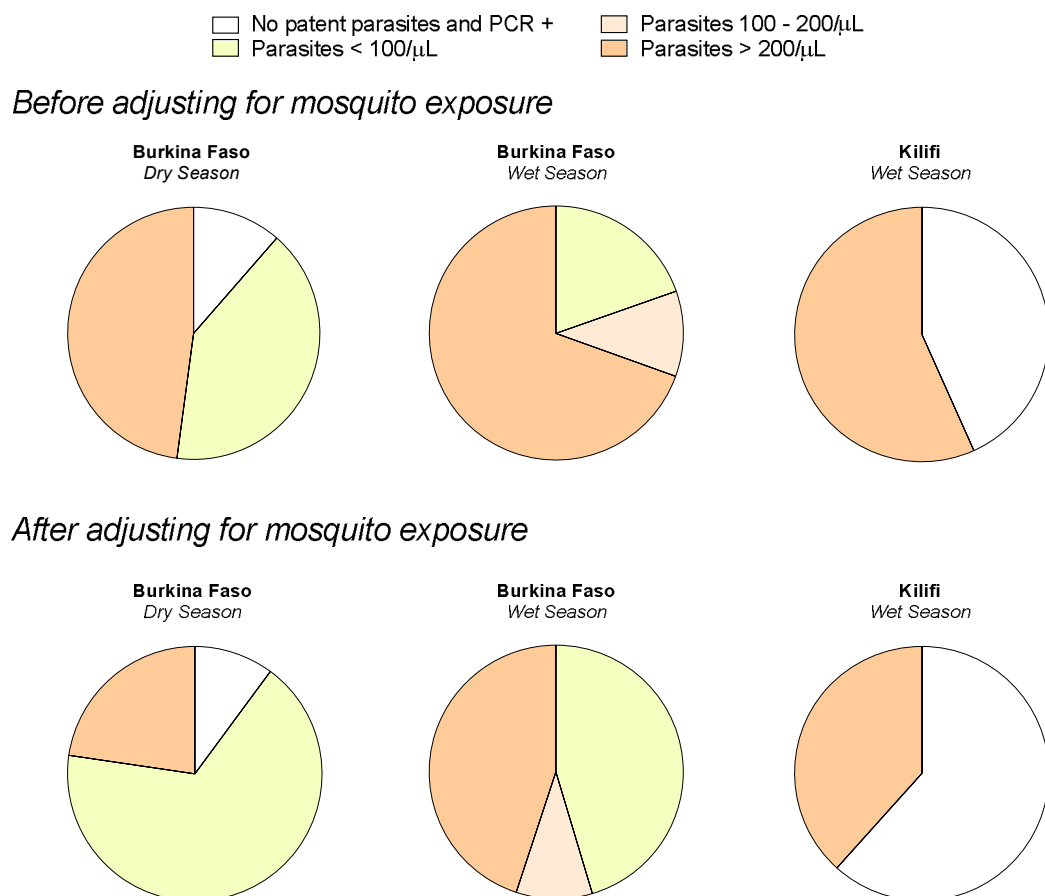 No patent parasites and PCR +
Parasites 100 - 200/μL
Parasites < 100/μL
Parasites > 200/μL
Before adjusting for mosquito exposure
Burkina Faso
Dry Season
Burkina Faso
Wet Season
Kilifi
Wet Season
After adjusting for mosquito exposure
Burkina Faso
Dry Season
Burkina Faso
Wet Season
Kilifi
Wet Season